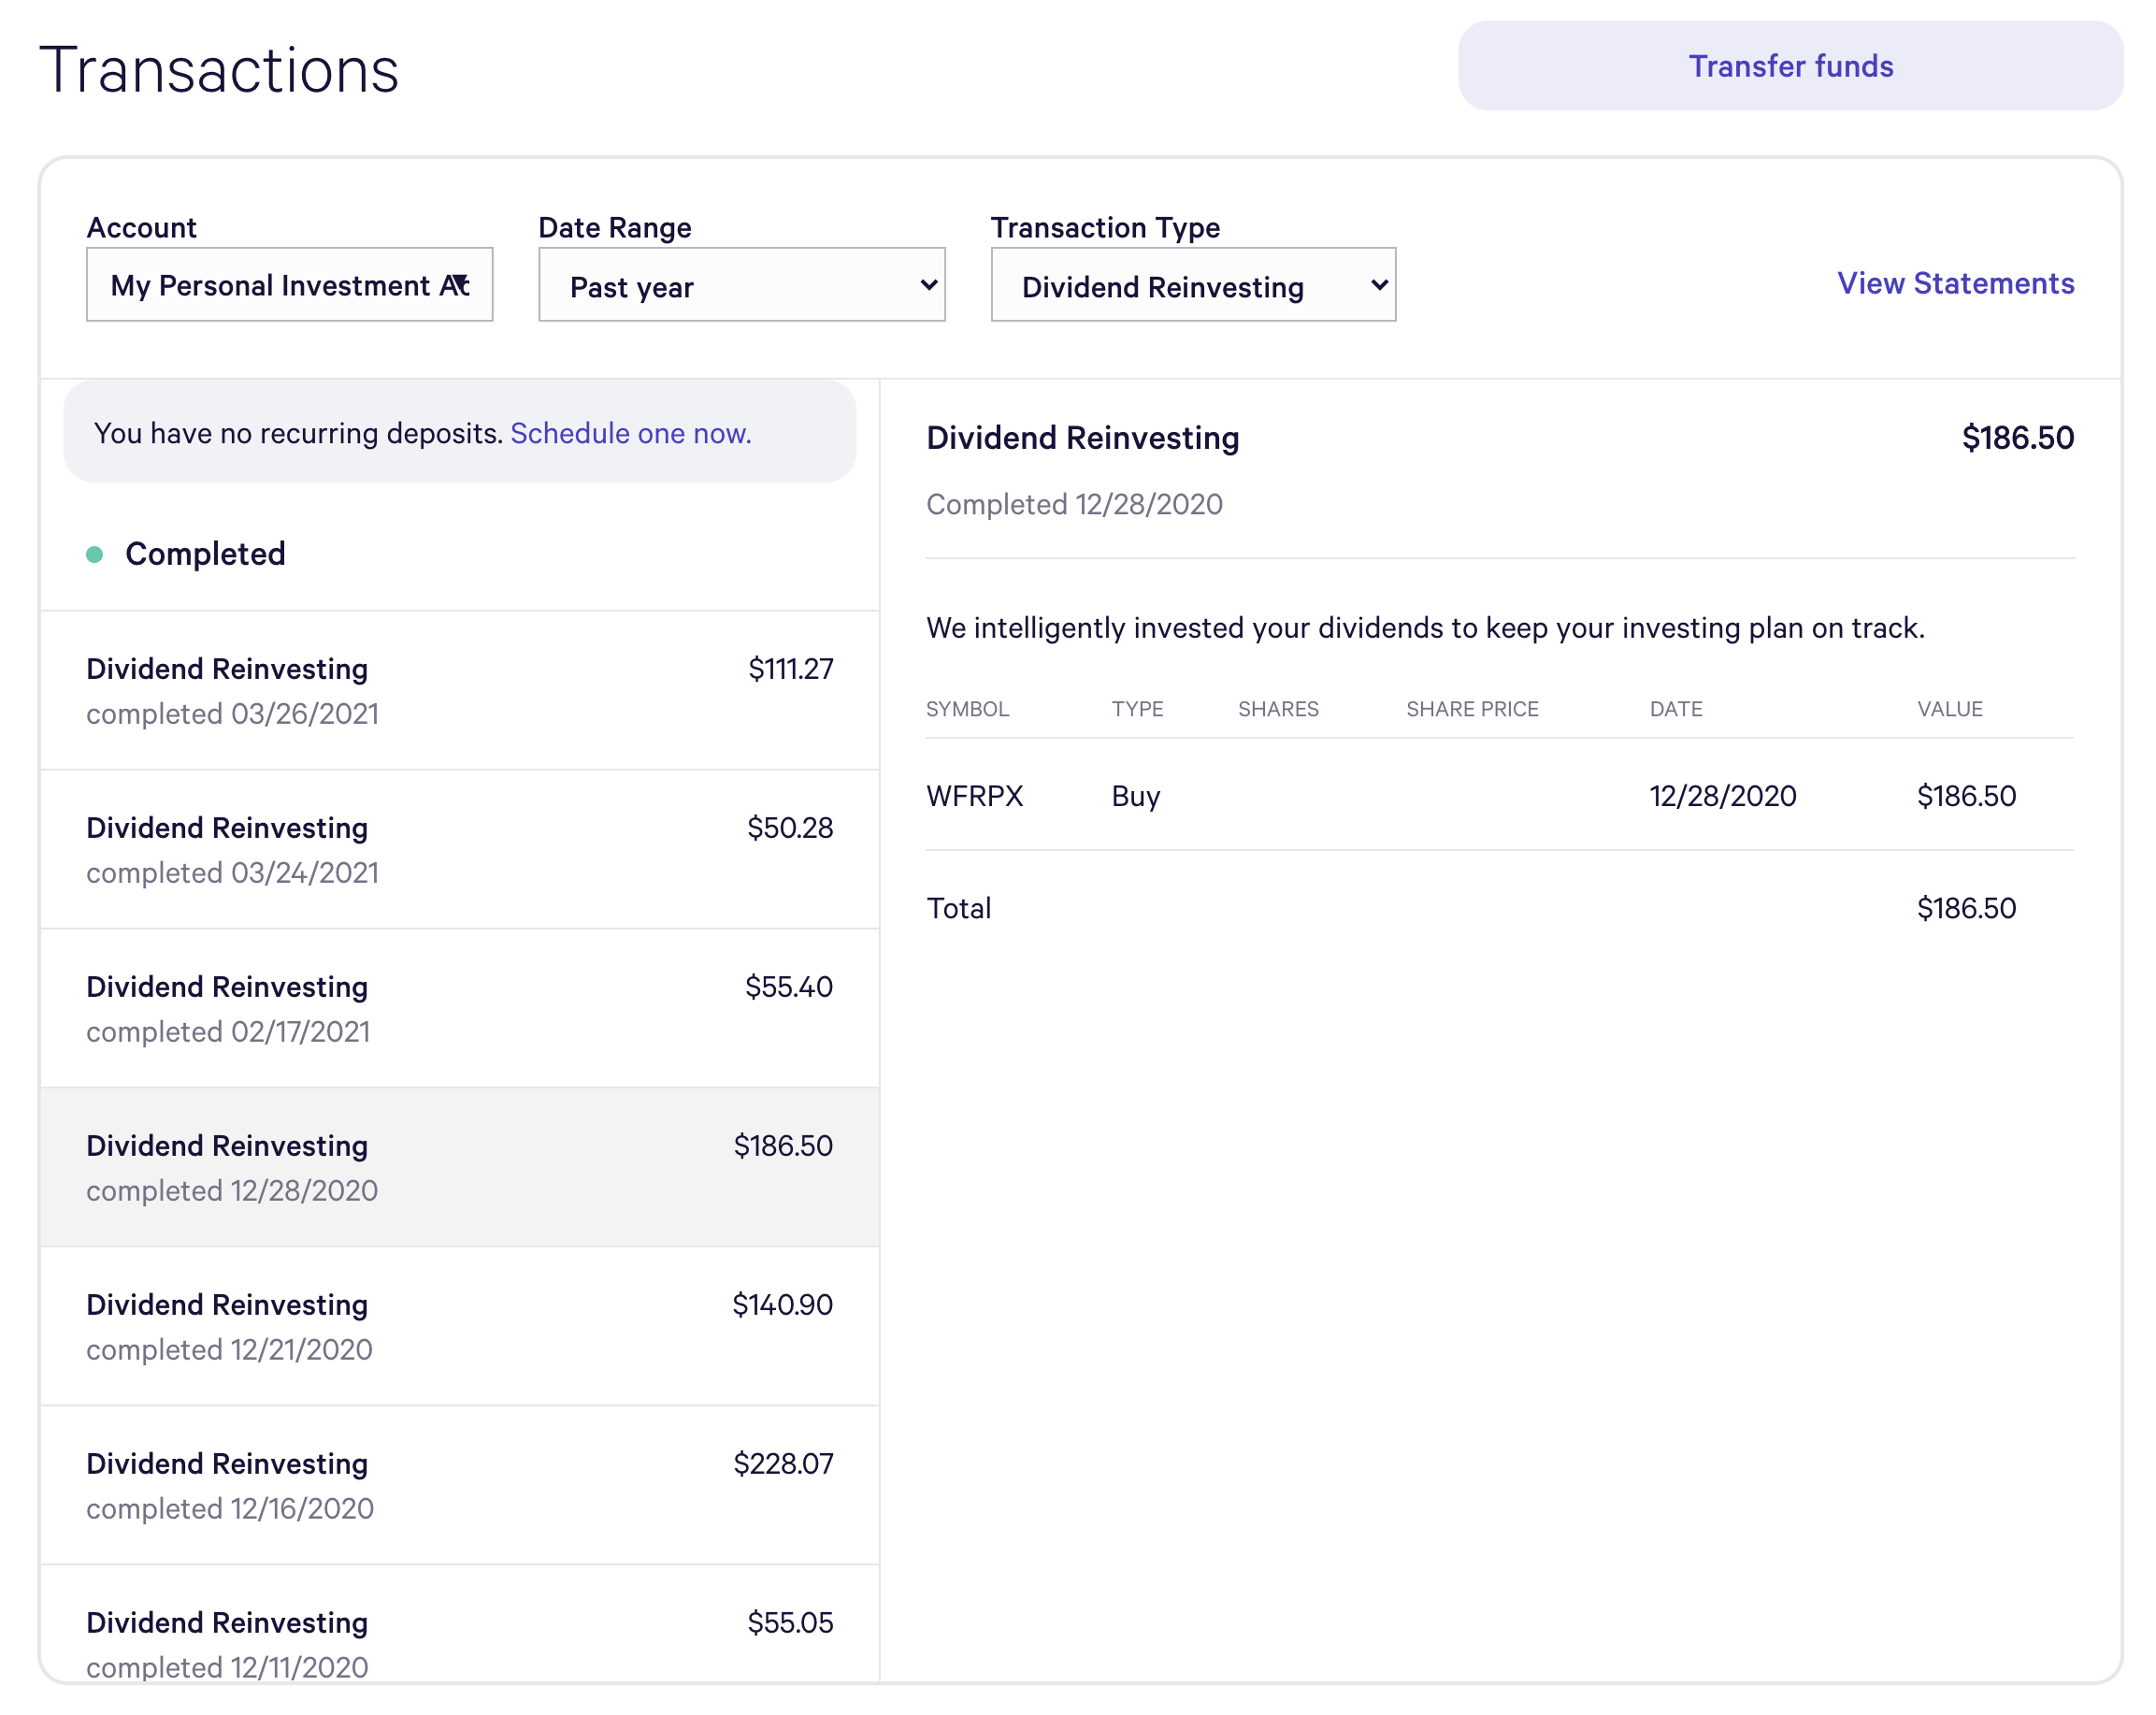 Transactions
Transfer funds
Account
Date Range
Transaction Type
My Personal Investment
Past year
Dividend Reinvesting
View Statements
You have no recurring deposits. Schedule one now.
Completed
Dividend Reinvesting $111.27
completed 03/26/2021
Dividend Reinvesting $50.28
completed 03/24/2021
Dividend Reinvesting $55.40
completed 02/17/2021
Dividend Reinvesting $186.50
completed 12/28/2020
Dividend Reinvesting $140.90
completed 12/21/2020
Dividend Reinvesting $228.07
completed 12/16/2020
Dividend Reinvesting $55.05
completed 12/11/2020
Dividend Reinvesting $186.50
Completed 12/28/2020
We intelligently invested your dividends to keep your investing plan on track.
SYMBOL TYPE SHARES SHARE PRICE DATE VALUE
WFRPX Buy 12/28/2020 $186.50
Total $186.50